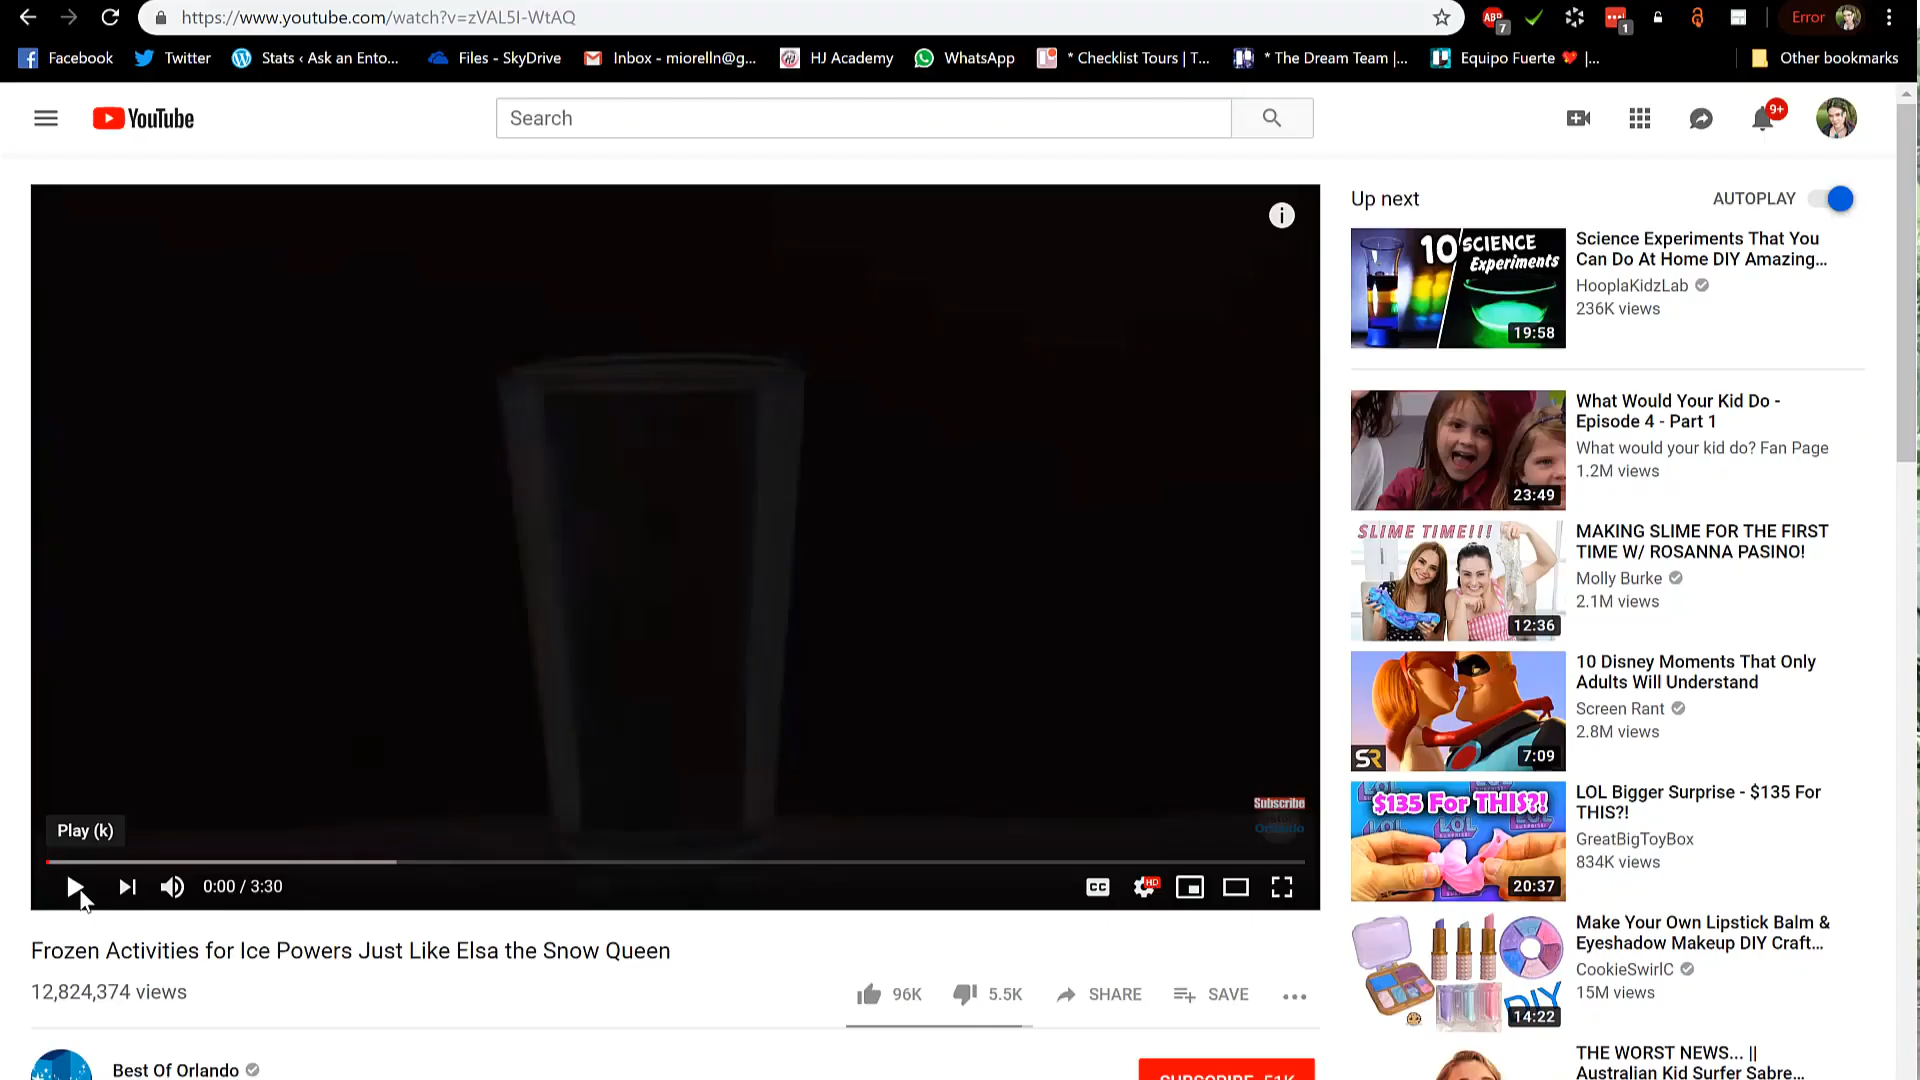 https://www.youtube.com/watch?v=zVAL5I-WtAQ
ABP 7
1
Error
Facebook
Twitter
Stats ‹ Ask an Ento...
Files - SkyDrive
Inbox - miorelln@g...
HJ Academy
WhatsApp
* Checklist Tours | T...
* The Dream Team |...
Equipo Fuerte ❤ |...
Other bookmarks
YouTube
Search
9+
Up next
AUTOPLAY
10 SCIENCE
Experiments
19:58
Science Experiments That You
Can Do At Home DIY Amazing...
HooplaKidzLab
236K views
23:49
What Would Your Kid Do -
Episode 4 - Part 1
What would your kid do? Fan Page
1.2M views
SLIME TIME!!!
12:36
MAKING SLIME FOR THE FIRST
TIME W/ ROSANNA PASINO!
Molly Burke
2.1M views
SR
7:09
10 Disney Moments That Only
Adults Will Understand
Screen Rant
2.8M views
$135 For THIS?!
LOL
20:37
LOL Bigger Surprise - $135 For
THIS?!
GreatBigToyBox
834K views
DIY
14:22
Make Your Own Lipstick Balm &
Eyeshadow Makeup DIY Craft...
CookieSwirlC
15M views
THE WORST NEWS... ||
Australian Kid Surfer Sabre...
Subscribe
Orlando
Play (k)
0:00 / 3:30
CC
HD
Frozen Activities for Ice Powers Just Like Elsa the Snow Queen
12,824,374 views
96K
5.5K
SHARE
SAVE
Best Of Orlando
SUBSCRIBE 51K